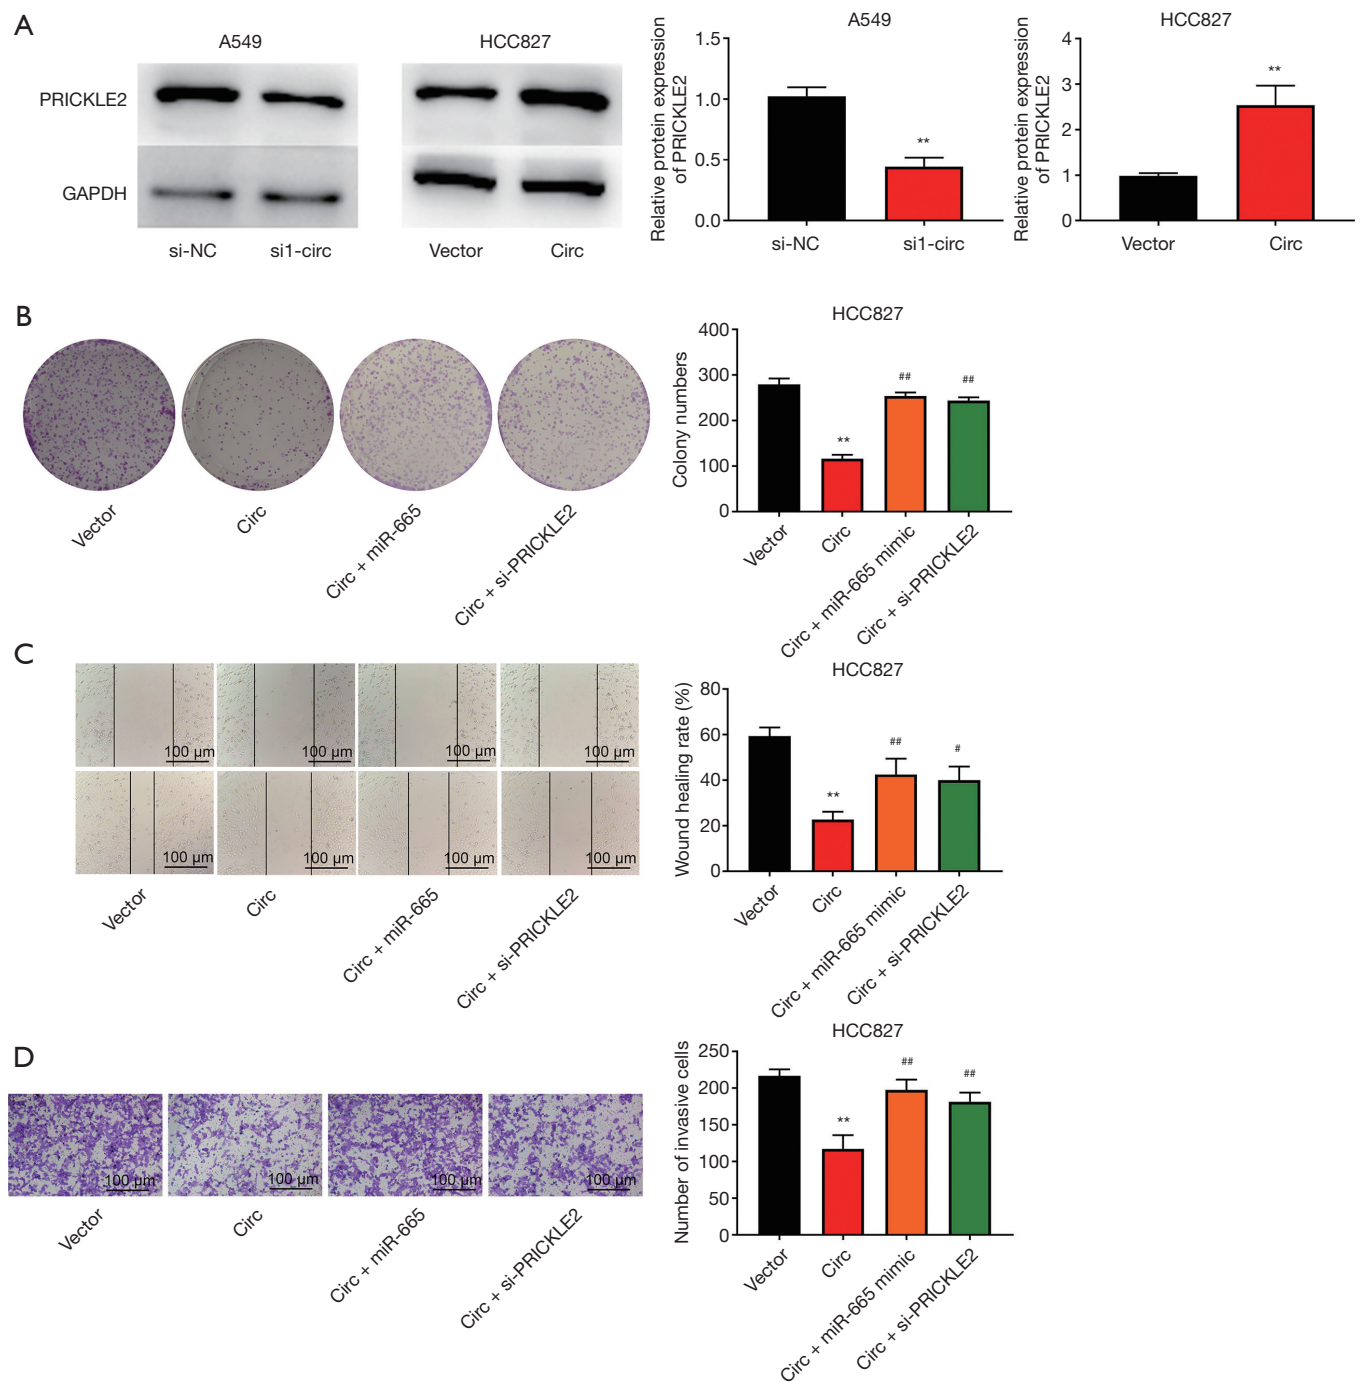 A
A549
HCC827
PRICKLE2
GAPDH
si-NC
si1-circ
Vector
Circ
A549
Relative protein expression
of PRICKLE2
1.5
1.0
0.5
0.0
**
si-NC
si1-circ
HCC827
Relative protein expression
of PRICKLE2
4
3
2
1
0
**
Vector
Circ
B
Vector
Circ
Circ + miR-665
Circ + si-PRICKLE2
HCC827
Colony numbers
400
300
200
100
0
**
##
##
Vector
Circ
Circ + miR-665 mimic
Circ + si-PRICKLE2
C
100 µm
100 µm
100 µm
100 µm
100 µm
100 µm
100 µm
100 µm
Vector
Circ
Circ + miR-665
Circ + si-PRICKLE2
HCC827
Wound healing rate (%)
80
60
40
20
0
**
##
#
Vector
Circ
Circ + miR-665 mimic
Circ + si-PRICKLE2
D
100 µm
100 µm
100 µm
100 µm
Vector
Circ
Circ + miR-665
Circ + si-PRICKLE2
HCC827
Number of invasive cells
250
200
150
100
50
0
**
##
##
Vector
Circ
Circ + miR-665 mimic
Circ + si-PRICKLE2